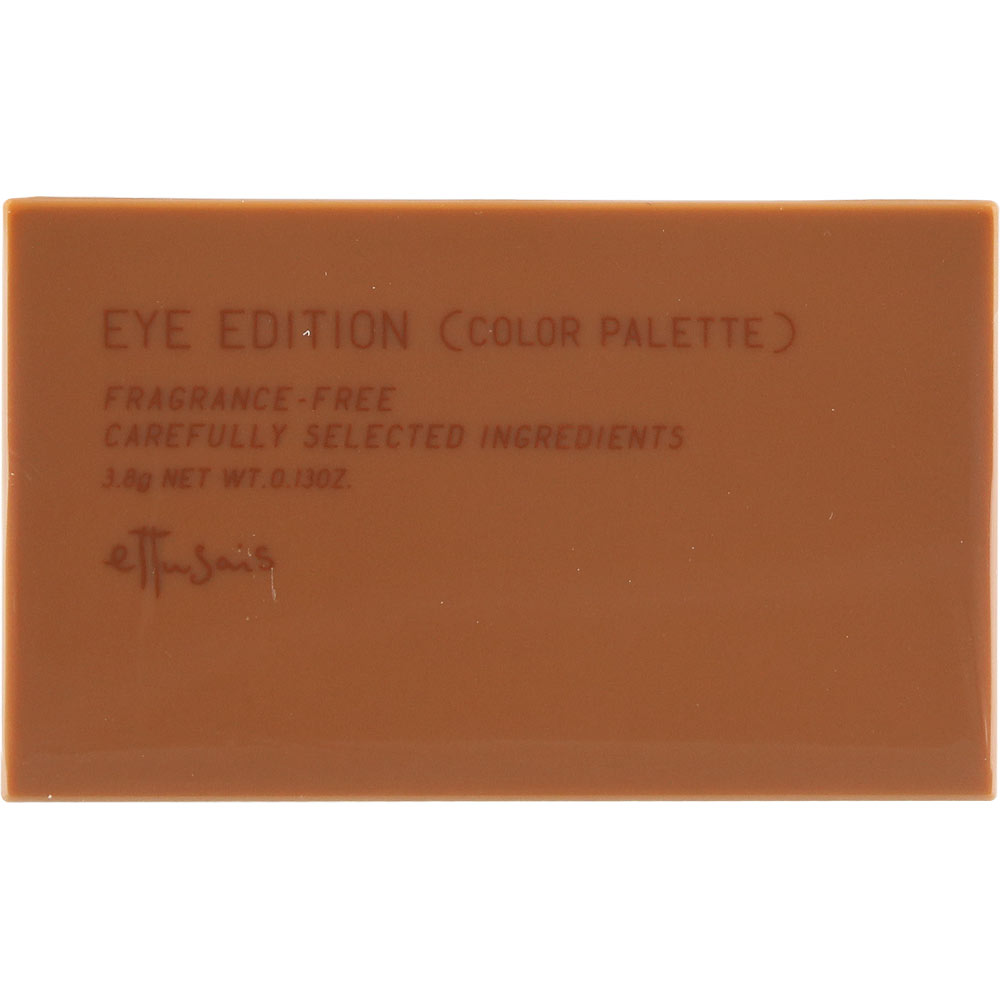 EYE EDITION (COLOR PALETTE)
FRAGRANCE-FREE
CAREFULLY SELECTED INGREDIENTS
3.8g NET WT.0.13OZ.
ettusais